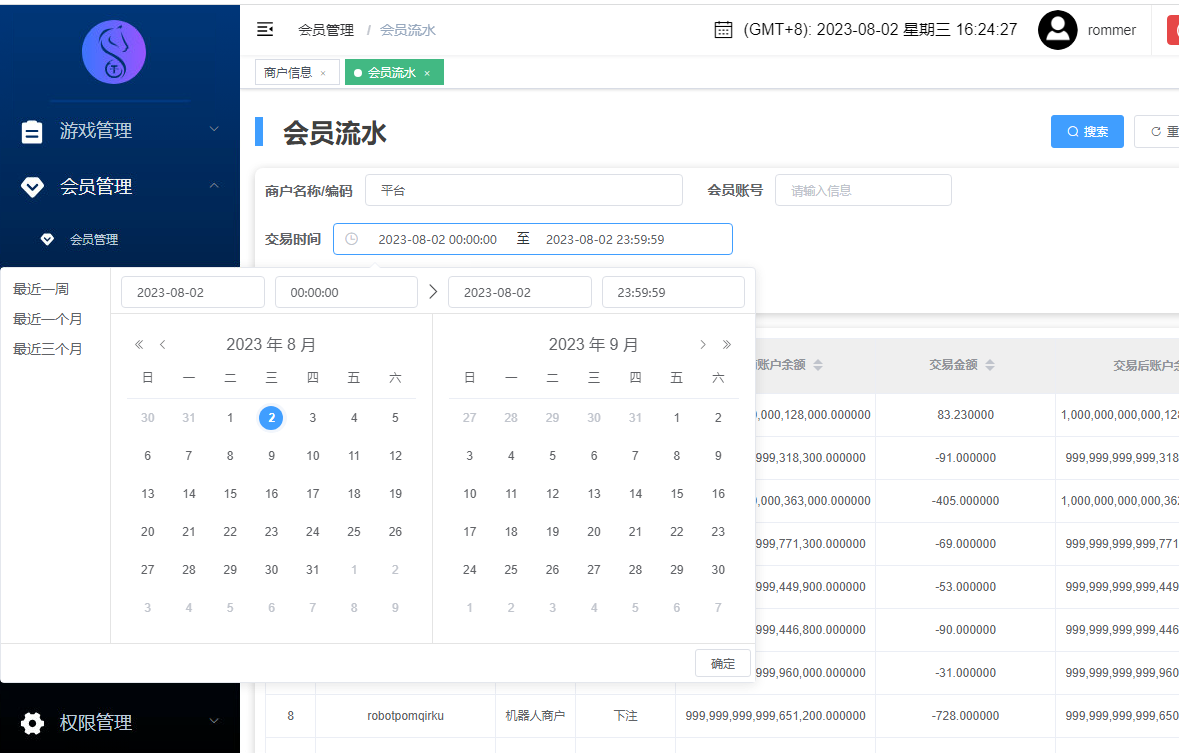 会员管理 / 会员流水
(GMT+8): 2023-08-02 星期三 16:24:27
rommer
商户信息 ×
会员流水 ×
游戏管理
会员管理
会员管理
会员流水
搜索
商户名称/编码 平台 会员账号 请输入信息
交易时间 2023-08-02 00:00:00 至 2023-08-02 23:59:59
最近一周
最近一个月
最近三个月
2023-08-02 00:00:00 > 2023-08-02 23:59:59
2023 年 8 月
日 一 二 三 四 五 六
30 31 1 2 3 4 5
6 7 8 9 10 11 12
13 14 15 16 17 18 19
20 21 22 23 24 25 26
27 28 29 30 31 1 2
3 4 5 6 7 8 9
2023 年 9 月
日 一 二 三 四 五 六
27 28 29 30 31 1 2
3 4 5 6 7 8 9
10 11 12 13 14 15 16
17 18 19 20 21 22 23
24 25 26 27 28 29 30
1 2 3 4 5 6 7
确定
账户余额 交易金额 交易后账户
,000,128,000.000000 83.230000 1,000,000,000,000,12
999,318,300.000000 -91.000000 999,999,999,999,318
,000,363,000.000000 -405.000000 1,000,000,000,000,36
999,771,300.000000 -69.000000 999,999,999,999,771
999,449,900.000000 -53.000000 999,999,999,999,449
999,446,800.000000 -90.000000 999,999,999,999,446
999,960,000.000000 -31.000000 999,999,999,999,960
8 robotpomqirku 机器人商户 下注 999,999,999,999,651,200.000000 -728.000000 999,999,999,999,650
权限管理